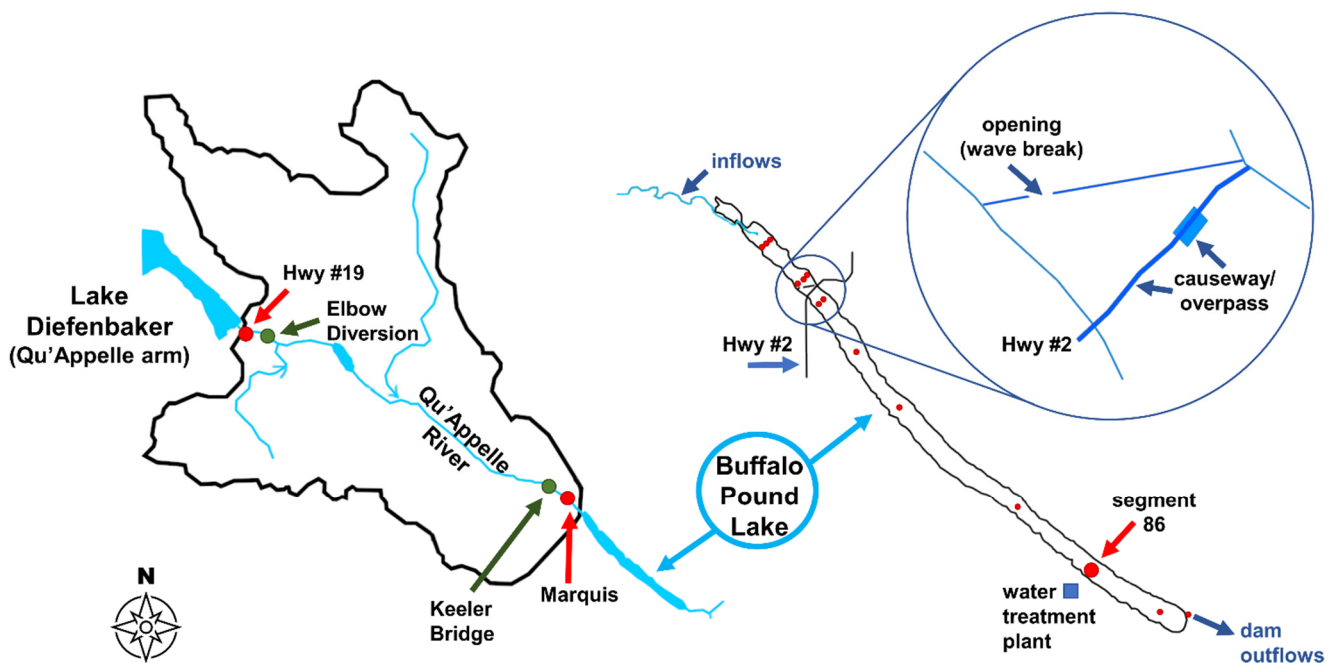 Lake
Diefenbaker
(Qu'Appelle arm)
Hwy #19
Elbow
Diversion
Qu'Appelle
River
Keeler
Bridge
Marquis
N
Buffalo
Pound
Lake
inflows
Hwy #2
opening
(wave break)
causeway/
overpass
Hwy #2
segment
86
water
treatment
plant
dam
outflows